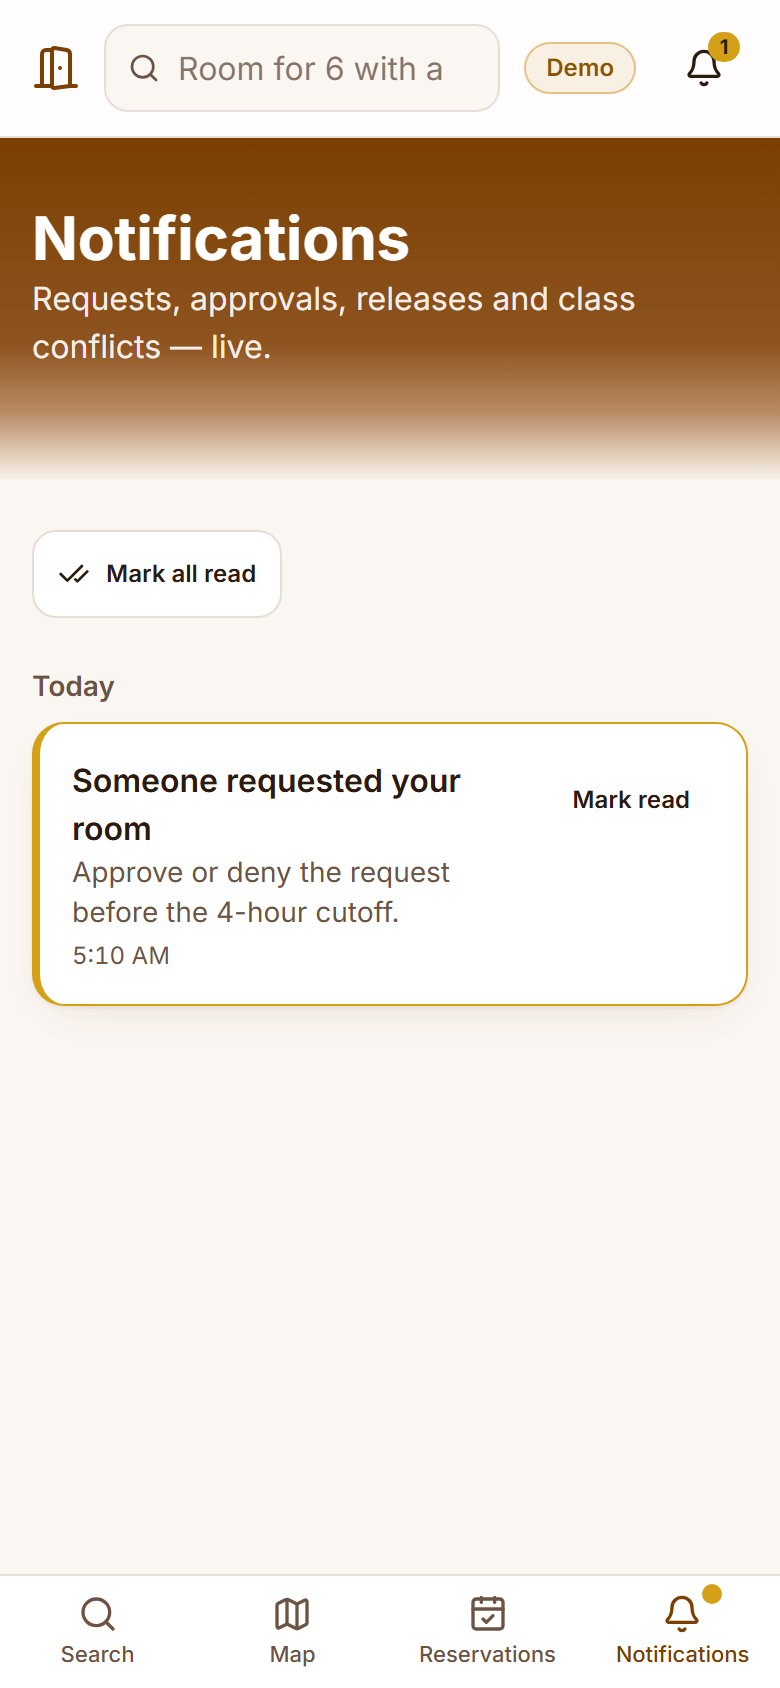 Room for 6 with a
Demo
1
Notifications
Requests, approvals, releases and class
conflicts — live.
Mark all read
Today
Someone requested your
room
Mark read
Approve or deny the request
before the 4-hour cutoff.
5:10 AM
Search
Map
Reservations
Notifications